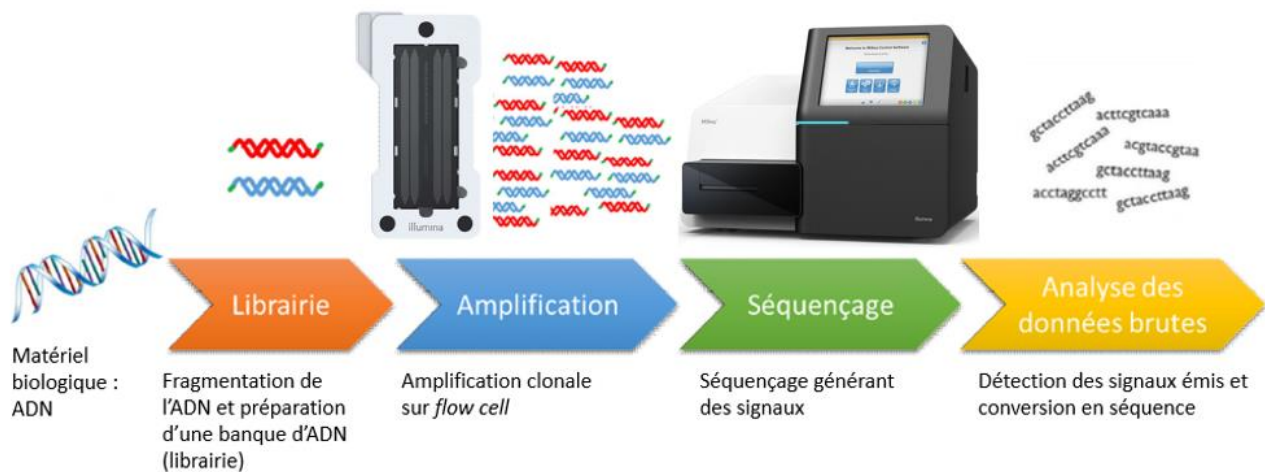 illumina
gctaccttaag
acttcgtcaaa
acttcgtcaaa
acgtaccgtaa
gctaccttaag
acctaggcctt
gctaccttaag
Librairie
Amplification
Séquençage
Analyse des
données brutes
Matériel
biologique :
ADN
Fragmentation de
l’ADN et préparation
d’une banque d’ADN
(librairie)
Amplification clonale
sur flow cell
Séquençage générant
des signaux
Détection des signaux émis et
conversion en séquence